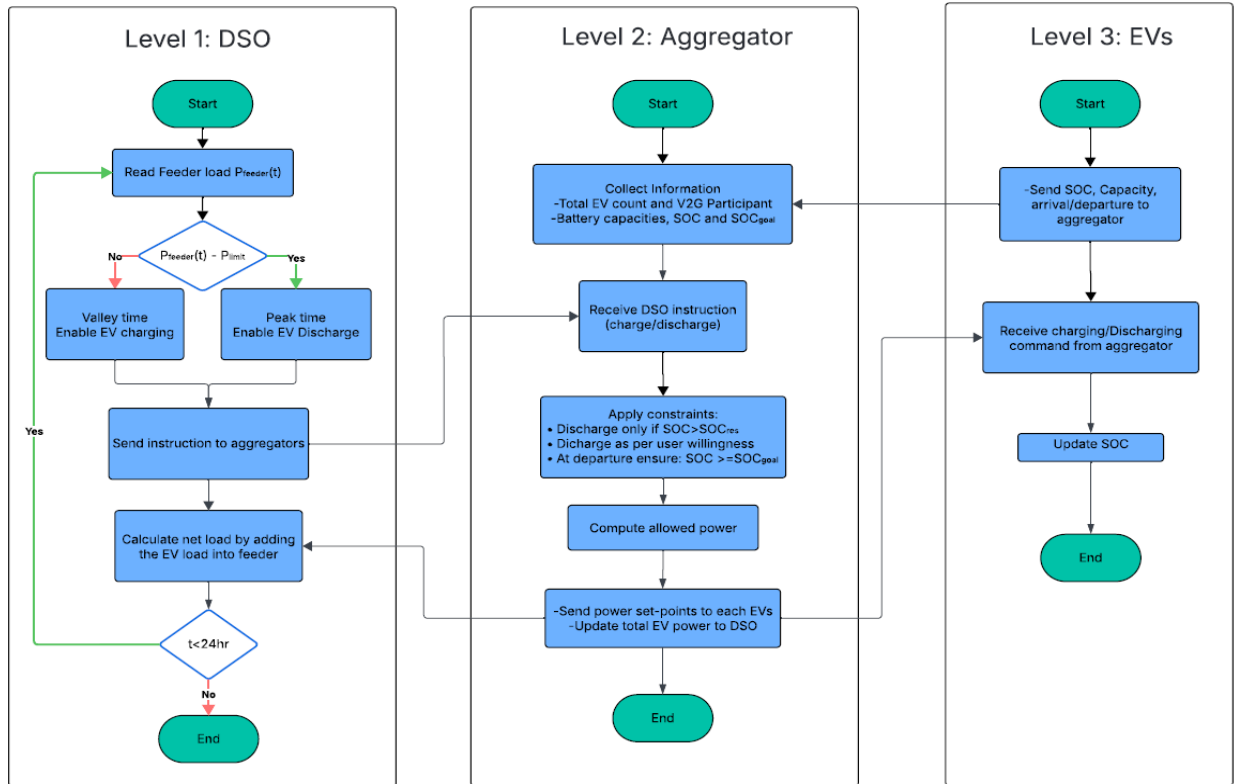 Level 1: DSO
Start
Read Feeder load Pfeeder(t)
Pfeeder(t) - Plimit
No
Yes
Valley time
Enable EV charging
Peak time
Enable EV Discharge
Send instruction to aggregators
Yes
Calculate net load by adding
the EV load into feeder
t<24hr
No
End
Level 2: Aggregator
Start
Collect Information
-Total EV count and V2G Participant
-Battery capacities, SOC and SOCgoal
Receive DSO instruction
(charge/discharge)
Apply constraints:
• Discharge only if SOC>SOCres
• Dicharge as per user willingness
• At departure ensure: SOC >=SOCgoal
Compute allowed power
-Send power set-points to each EVs
-Update total EV power to DSO
End
Level 3: EVs
Start
-Send SOC, Capacity,
arrival/departure to
aggregator
Receive charging/Discharging
command from aggregator
Update SOC
End